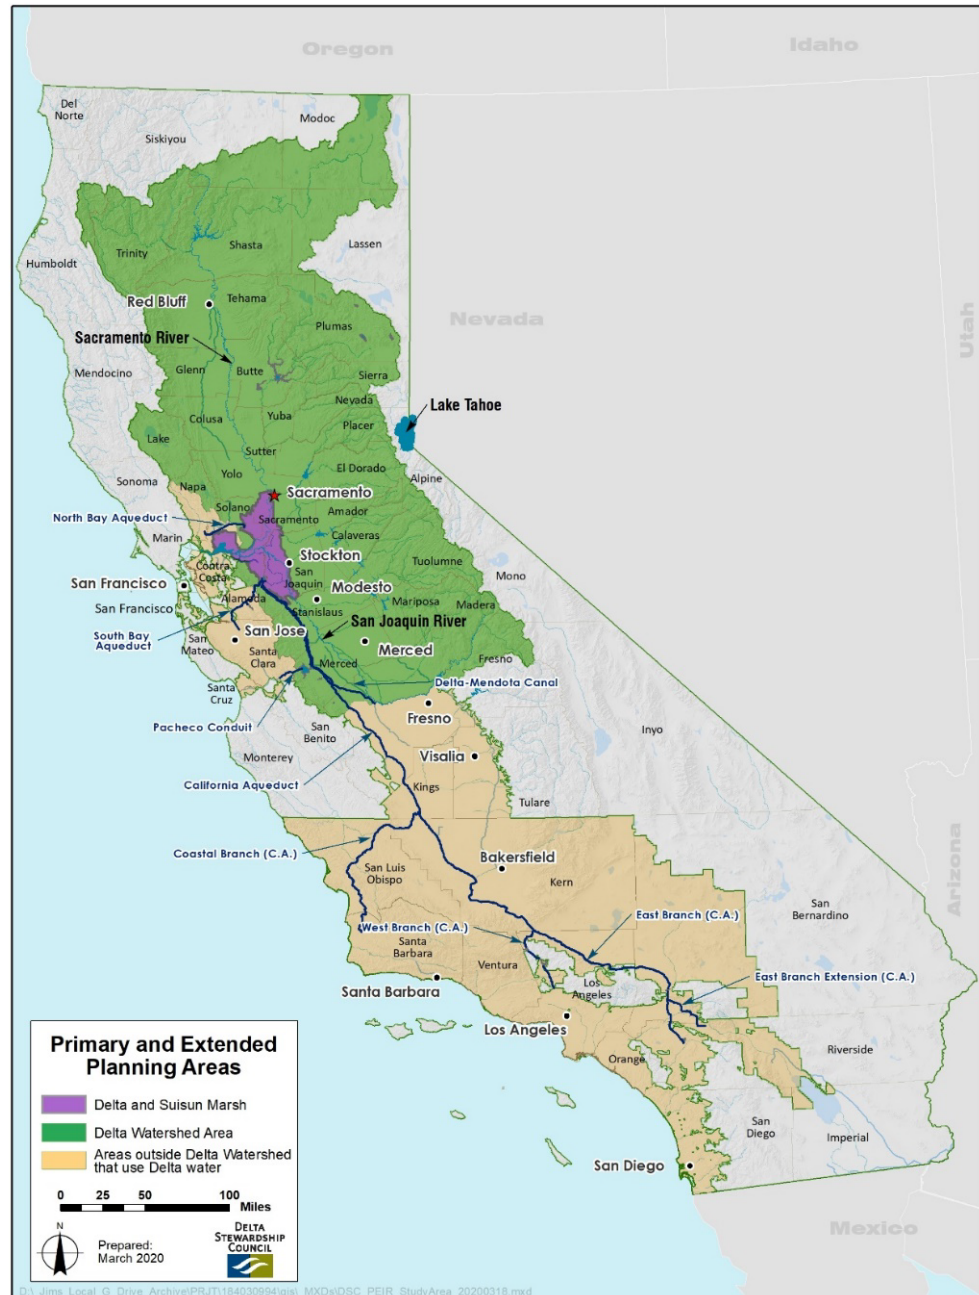 Oregon
Idaho
Del
Norte
Modoc
Siskiyou
Trinity
Shasta
Lassen
Humboldt
Red Bluff
Tehama
Nevada
Utah
Plumas
Sacramento River
Mendocino
Glenn
Butte
Sierra
Nevada
Lake Tahoe
Colusa
Yuba
Placer
Lake
Sutter
Yolo
El Dorado
Alpine
Sonoma
Napa
Sacramento
Solano
Amador
North Bay Aqueduct
Sacramento
Calaveras
Marin
Stockton
Tuolumne
Contra
Costa
San
Joaquin
Mono
San Francisco
Modesto
Alameda
Mariposa
Madera
San Francisco
Stanislaus
San Joaquin River
South Bay
Aqueduct
San Jose
San
Mateo
Merced
Santa
Clara
Merced
Fresno
Delta-Mendota Canal
Santa
Cruz
Fresno
Pacheco Conduit
San
Benito
Inyo
Monterey
Visalia
California Aqueduct
Kings
Tulare
Arizona
Coastal Branch (C.A.)
Bakersfield
San Luis
Obispo
Kern
San
Bernardino
West Branch (C.A.)
East Branch (C.A.)
Santa
Barbara
Ventura
East Branch Extension (C.A.)
Santa Barbara
Los
Angeles
Los Angeles
Riverside
Orange
San
Diego
Imperial
San Diego
Mexico
Primary and Extended
Planning Areas
Delta and Suisun Marsh
Delta Watershed Area
Areas outside Delta Watershed
that use Delta water
0 25 50 100
Miles
N
Prepared:
March 2020
DELTA
STEWARDSHIP
COUNCIL
D:\_Jims_Local_G_Drive_Archive\PRJT\184030994\gis\_MXDs\DSC_PEIR_StudyArea_20200318.mxd